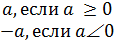 a, если a ≥ 0
−a, если a∠0